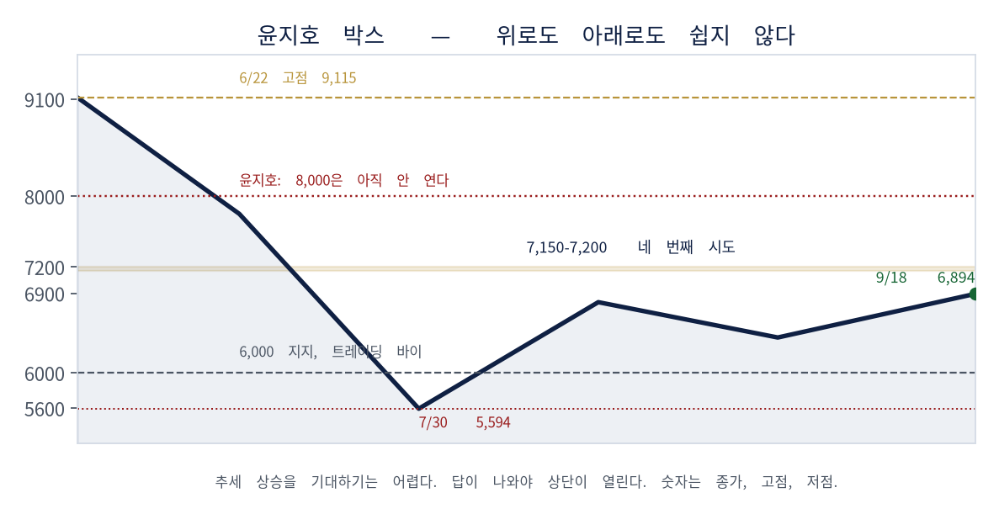 윤지호 박스 — 위로도 아래로도 쉽지 않다
6/22 고점 9,115
9100
윤지호: 8,000은 아직 안 연다
8000
7,150-7,200 네 번째 시도
7200
9/18 6,894
6900
6,000 지지, 트레이딩 바이
6000
5600
7/30 5,594
추세 상승을 기대하기는 어렵다. 답이 나와야 상단이 열린다. 숫자는 종가, 고점, 저점.